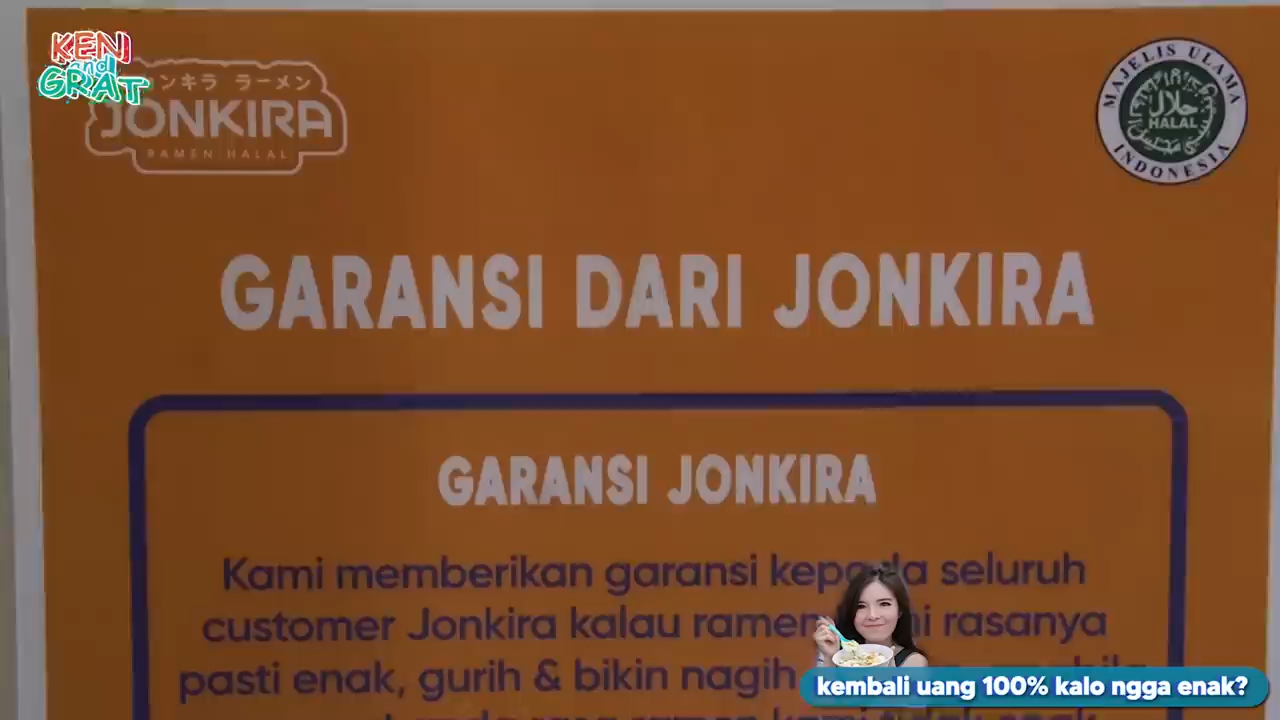 KEN
and
GRAT
ンキラ ラーメン
JONKIRA
RAMEN HALAL
MAJELIS ULAMA
حلال
HALAL
INDONESIA
GARANSI DARI JONKIRA
GARANSI JONKIRA
Kami memberikan garansi kepada seluruh
customer Jonkira kalau ramen rasanya
pasti enak, gurih & bikin nagih
kembali uang 100% kalo ngga enak?